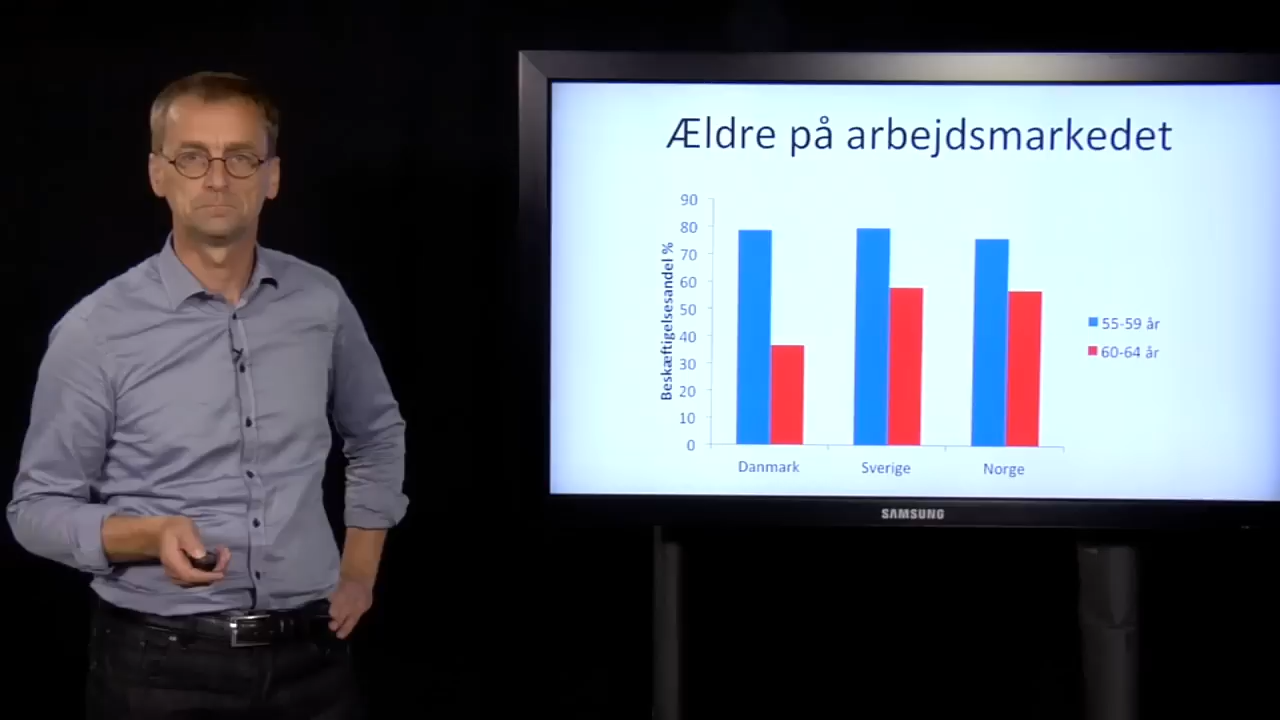 Ældre på arbejdsmarkedet
90
80
70
60
50
40
30
20
10
0
Beskæftigelsesandel %
Danmark
Sverige
Norge
55-59 år
60-64 år
SAMSUNG